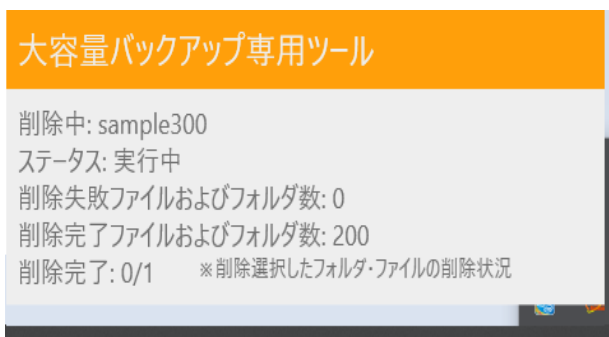 大容量バックアップ専用ツール
削除中: sample300
ステータス: 実行中
削除失敗ファイルおよびフォルダ数: 0
削除完了ファイルおよびフォルダ数: 200
削除完了: 0/1 ※削除選択したフォルダ・ファイルの削除状況